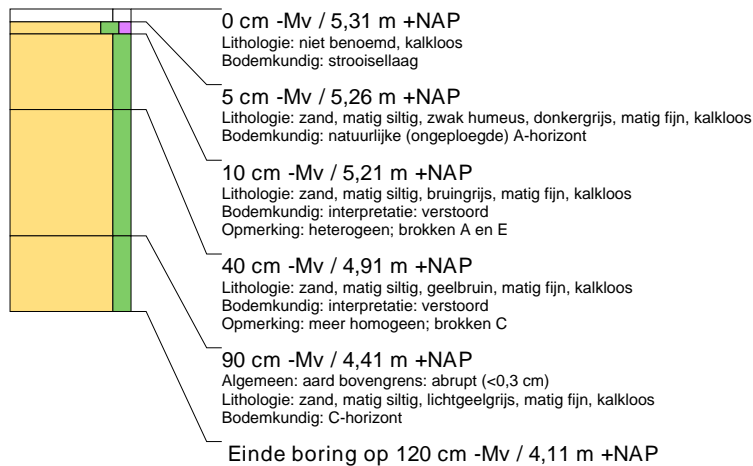 0 cm -Mv / 5,31 m +NAP
Lithologie: niet benoemd, kalkloos
Bodemkundig: strooisellaag
5 cm -Mv / 5,26 m +NAP
Lithologie: zand, matig siltig, zwak humeus, donkergrijs, matig fijn, kalkloos
Bodemkundig: natuurlijke (ongeploegde) A-horizont
10 cm -Mv / 5,21 m +NAP
Lithologie: zand, matig siltig, bruingrijs, matig fijn, kalkloos
Bodemkundig: interpretatie: verstoord
Opmerking: heterogeen; brokken A en E
40 cm -Mv / 4,91 m +NAP
Lithologie: zand, matig siltig, geelbruin, matig fijn, kalkloos
Bodemkundig: interpretatie: verstoord
Opmerking: meer homogeen; brokken C
90 cm -Mv / 4,41 m +NAP
Algemeen: aard bovengrens: abrupt (<0,3 cm)
Lithologie: zand, matig siltig, lichtgeelgrijs, matig fijn, kalkloos
Bodemkundig: C-horizont
Einde boring op 120 cm -Mv / 4,11 m +NAP